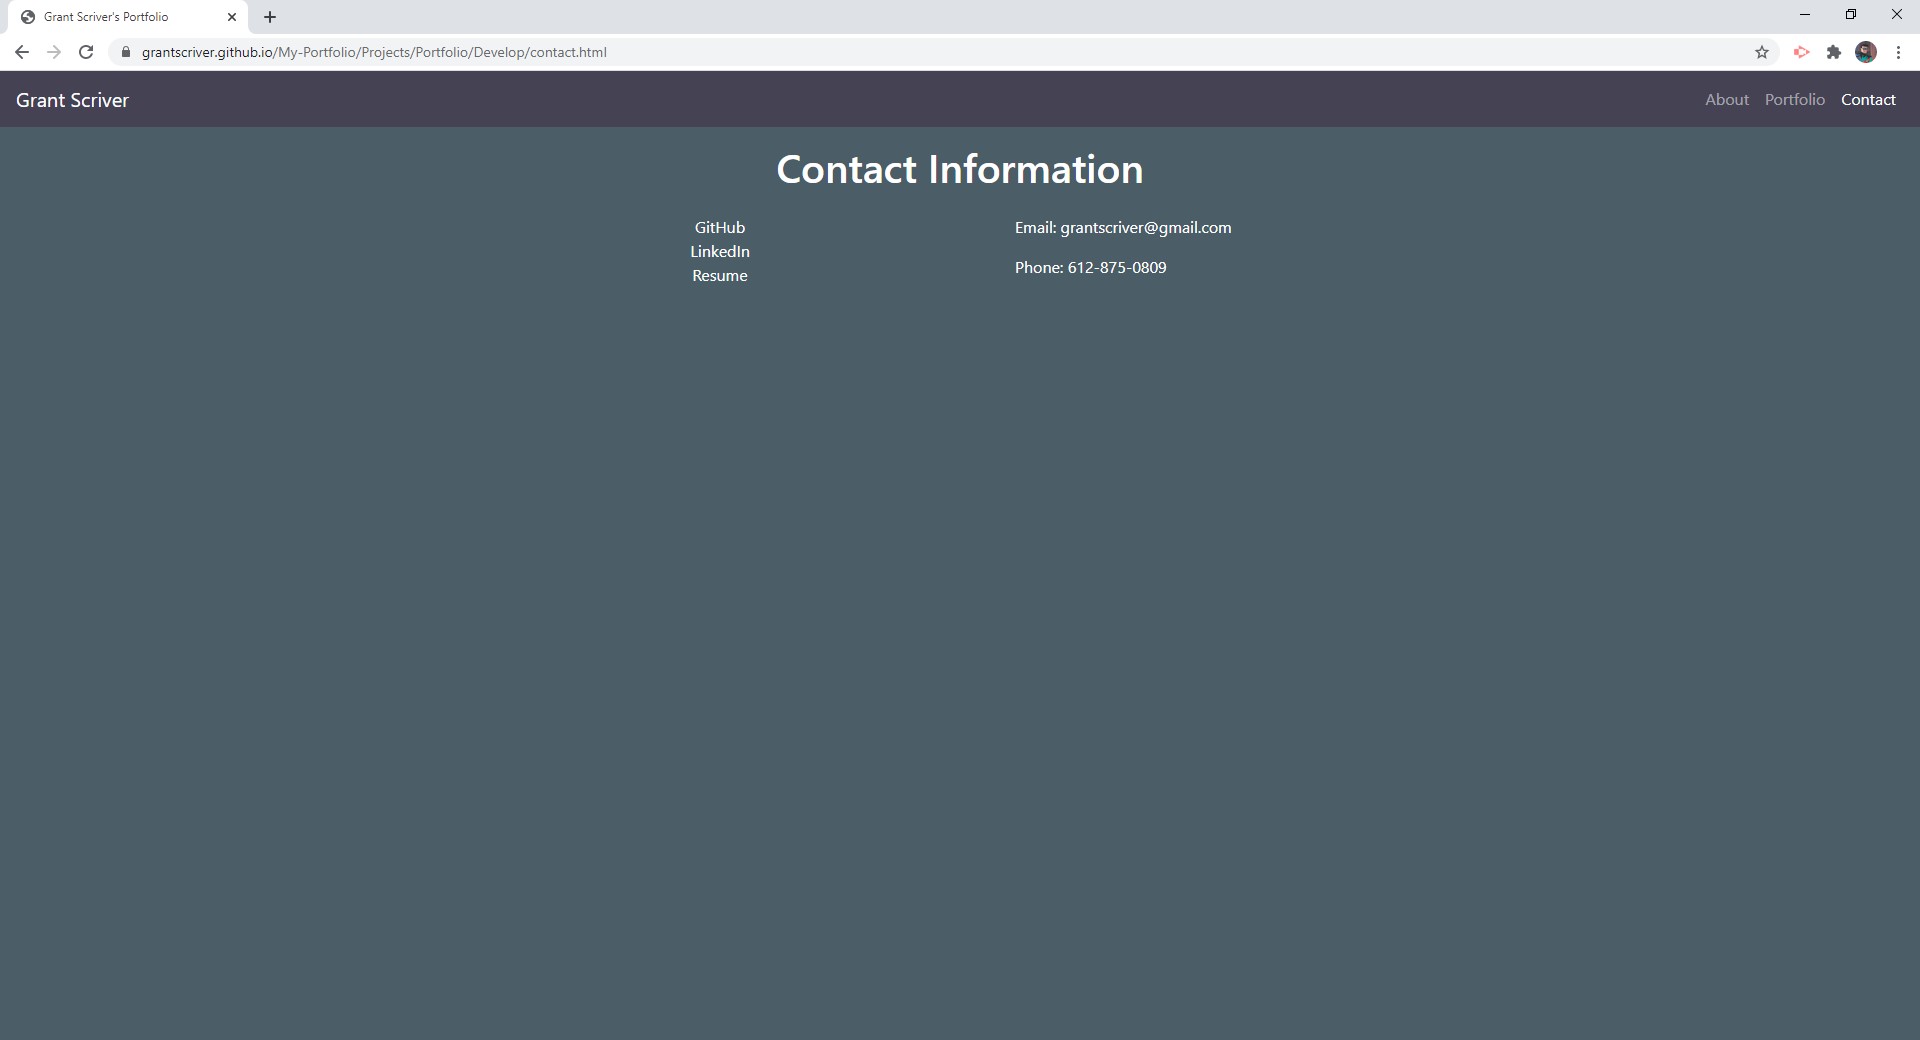 Grant Scriver's Portfolio
grantscriver.github.io/My-Portfolio/Projects/Portfolio/Develop/contact.html
Grant Scriver
About Portfolio Contact
Contact Information
GitHub
LinkedIn
Resume
Email: grantscriver@gmail.com
Phone: 612-875-0809